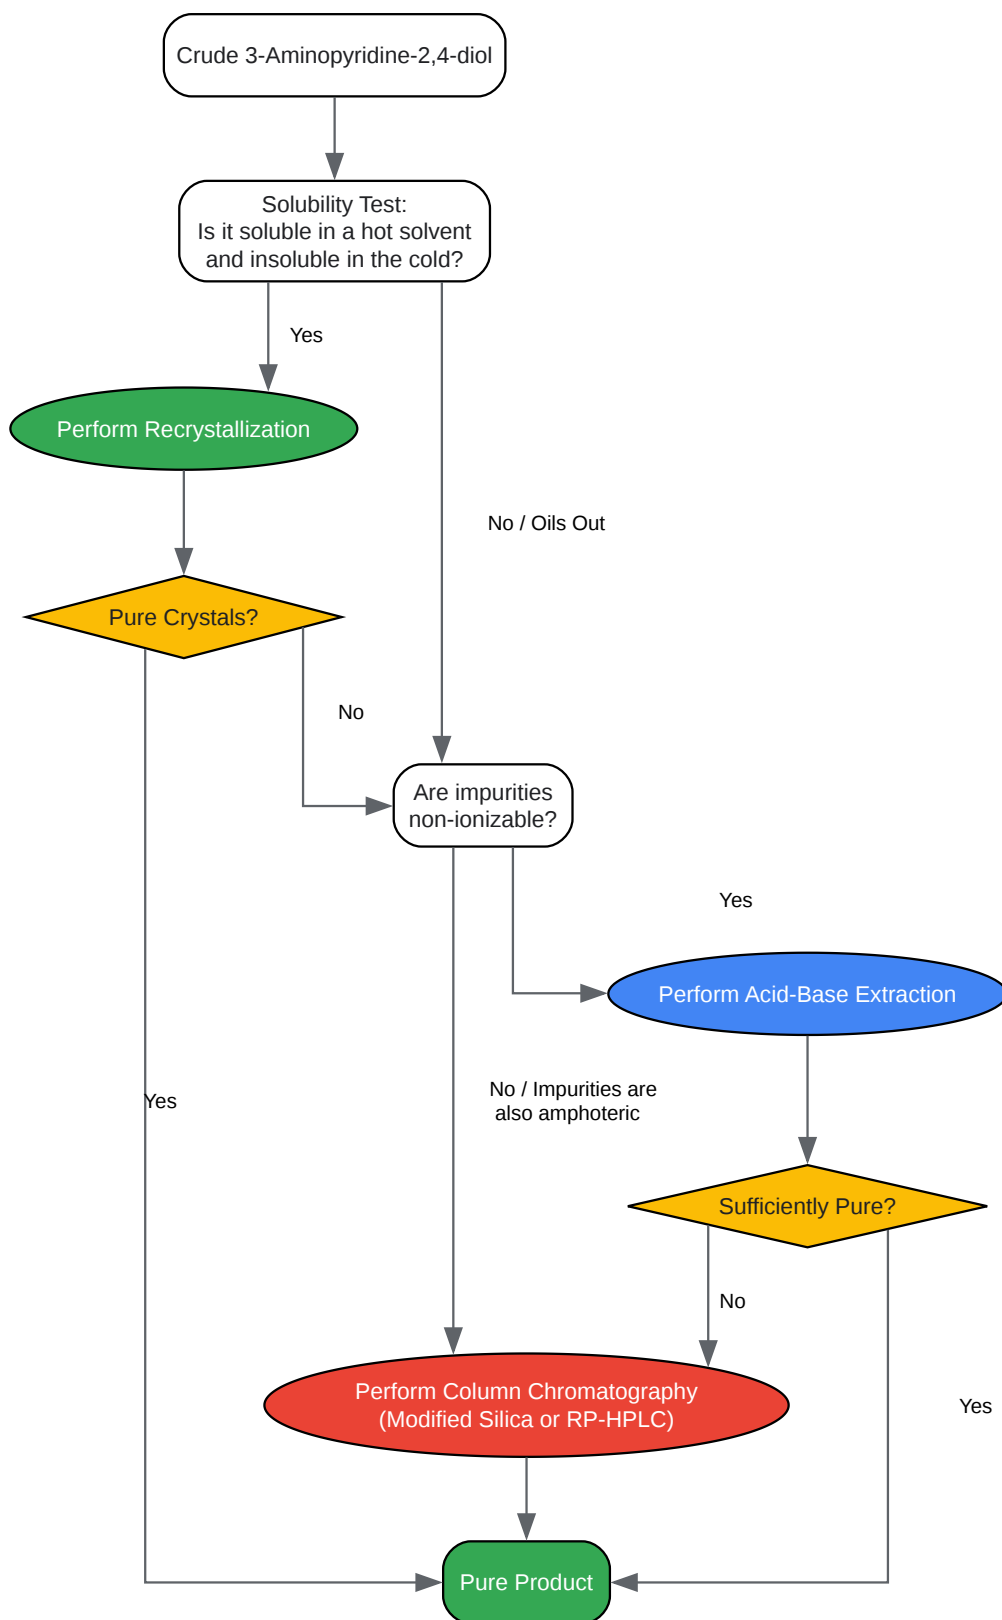 Crude 3-Aminopyridine-2,4-diol
Solubility Test:
Is it soluble in a hot solvent
and insoluble in the cold?
Yes
Perform Recrystallization
No / Oils Out
Pure Crystals?
No
Are impurities
non-ionizable?
Yes
Perform Acid-Base Extraction
No / Impurities are
also amphoteric
Yes
Sufficiently Pure?
No
Perform Column Chromatography
(Modified Silica or RP-HPLC)
Yes
Pure Product